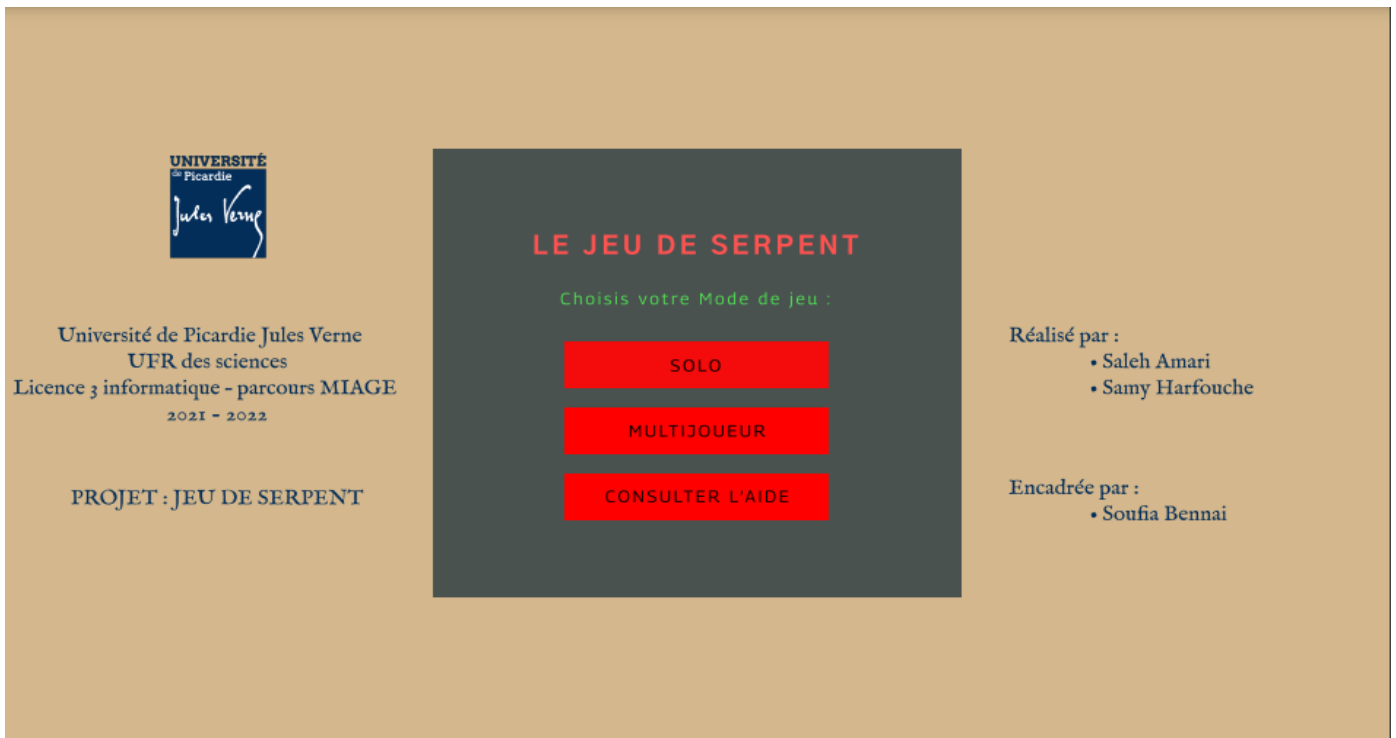 UNIVERSITÉ
de Picardie
Jules Verne
Université de Picardie Jules Verne
UFR des sciences
Licence 3 informatique - parcours MIAGE
2021 - 2022
PROJET : JEU DE SERPENT
LE JEU DE SERPENT
Choisis votre Mode de jeu :
SOLO
MULTIJOUEUR
CONSULTER L'AIDE
Réalisé par :
• Saleh Amari
• Samy Harfouche
Encadrée par :
• Soufia Bennai